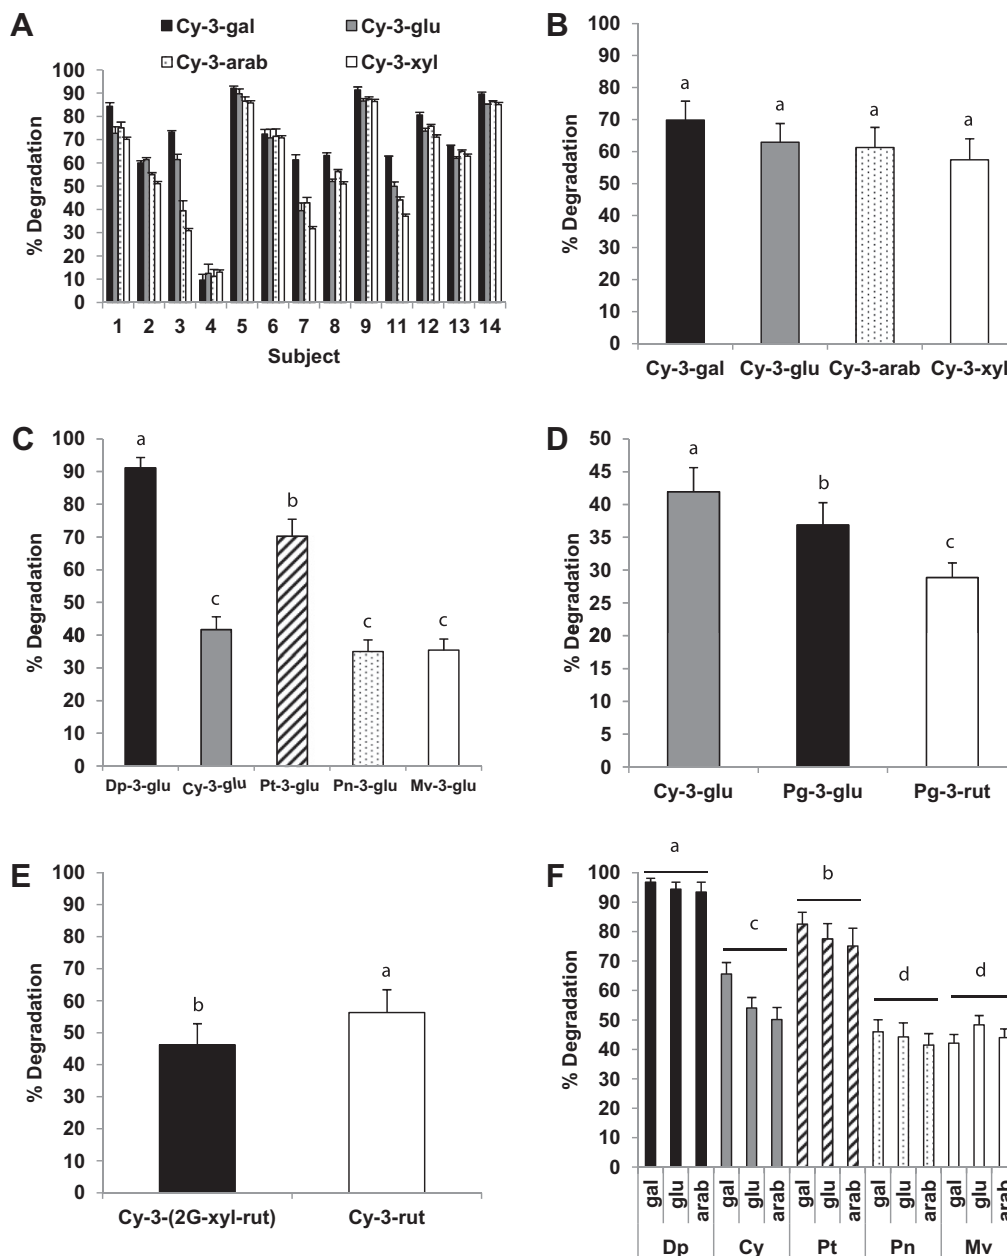 A
Cy-3-gal
Cy-3-glu
Cy-3-arab
Cy-3-xyl
100
90
80
70
60
50
40
30
20
10
0
% Degradation
1 2 3 4 5 6 7 8 9 11 12 13 14
Subject
B
100
90
80
70
60
50
40
30
20
10
0
% Degradation
a a a a
Cy-3-gal Cy-3-glu Cy-3-arab Cy-3-xyl
C
100
90
80
70
60
50
40
30
20
10
0
% Degradation
a c b c c
Dp-3-glu Cy-3-glu Pt-3-glu Pn-3-glu Mv-3-glu
D
50
45
40
35
30
25
20
15
10
5
0
% Degradation
a b c
Cy-3-glu Pg-3-glu Pg-3-rut
E
100
90
80
70
60
50
40
30
20
10
0
% Degradation
b a
Cy-3-(2G-xyl-rut) Cy-3-rut
F
100
90
80
70
60
50
40
30
20
10
0
% Degradation
a c b d d
gal glu arab gal glu arab gal glu arab gal glu arab gal glu arab
Dp Cy Pt Pn Mv